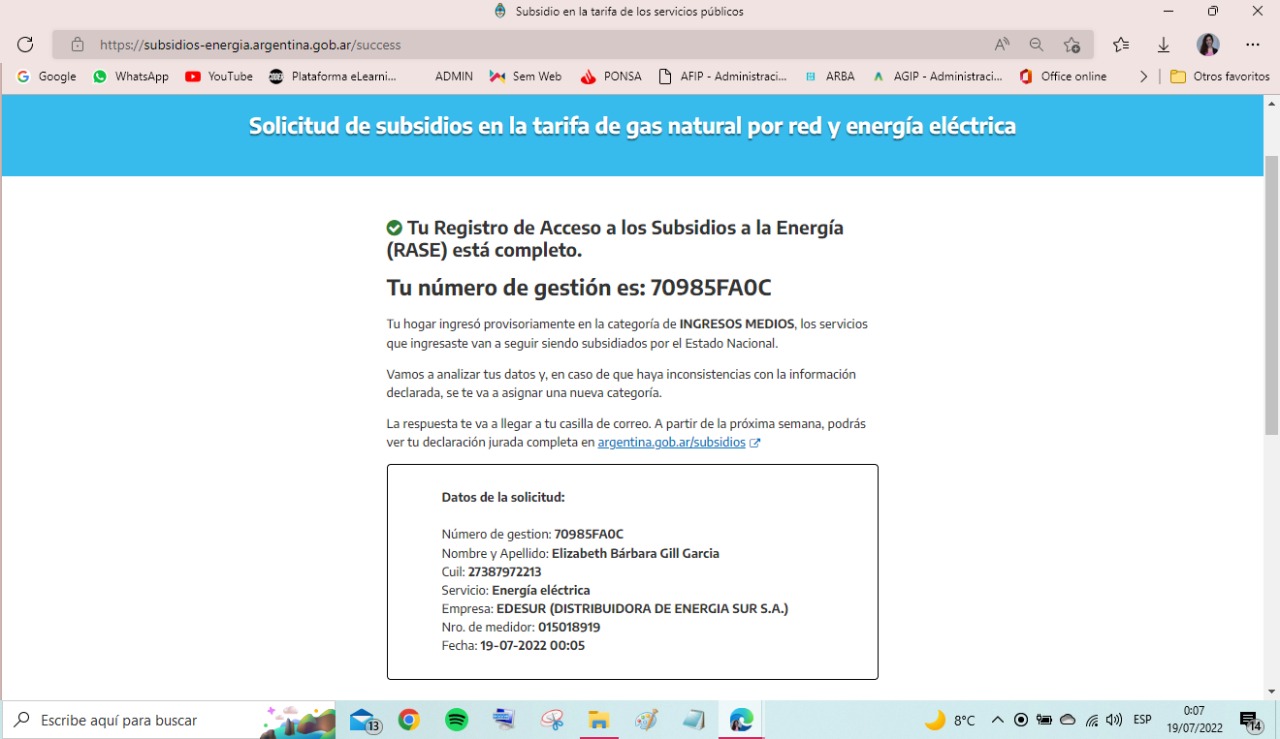 Subsidio en la tarifa de los servicios públicos
https://subsidios-energia.argentina.gob.ar/success
Google WhatsApp YouTube Plataforma eLearni... ADMIN Sem Web PONSA AFIP - Administraci... ARBA AGIP - Administraci... Office online Otros favoritos
Solicitud de subsidios en la tarifa de gas natural por red y energía eléctrica
Tu Registro de Acceso a los Subsidios a la Energía
(RASE) está completo.
Tu número de gestión es: 70985FA0C
Tu hogar ingresó provisoriamente en la categoría de INGRESOS MEDIOS, los servicios
que ingresaste van a seguir siendo subsidiados por el Estado Nacional.
Vamos a analizar tus datos y, en caso de que haya inconsistencias con la información
declarada, se te va a asignar una nueva categoría.
La respuesta te va a llegar a tu casilla de correo. A partir de la próxima semana, podrás
ver tu declaración jurada completa en argentina.gob.ar/subsidios
Datos de la solicitud:
Número de gestion: 70985FA0C
Nombre y Apellido: Elizabeth Bárbara Gill Garcia
Cuil: 27387972213
Servicio: Energía eléctrica
Empresa: EDESUR (DISTRIBUIDORA DE ENERGIA SUR S.A.)
Nro. de medidor: 015018919
Fecha: 19-07-2022 00:05
Escribe aquí para buscar 13 8°C ESP 0:07 14
19/07/2022